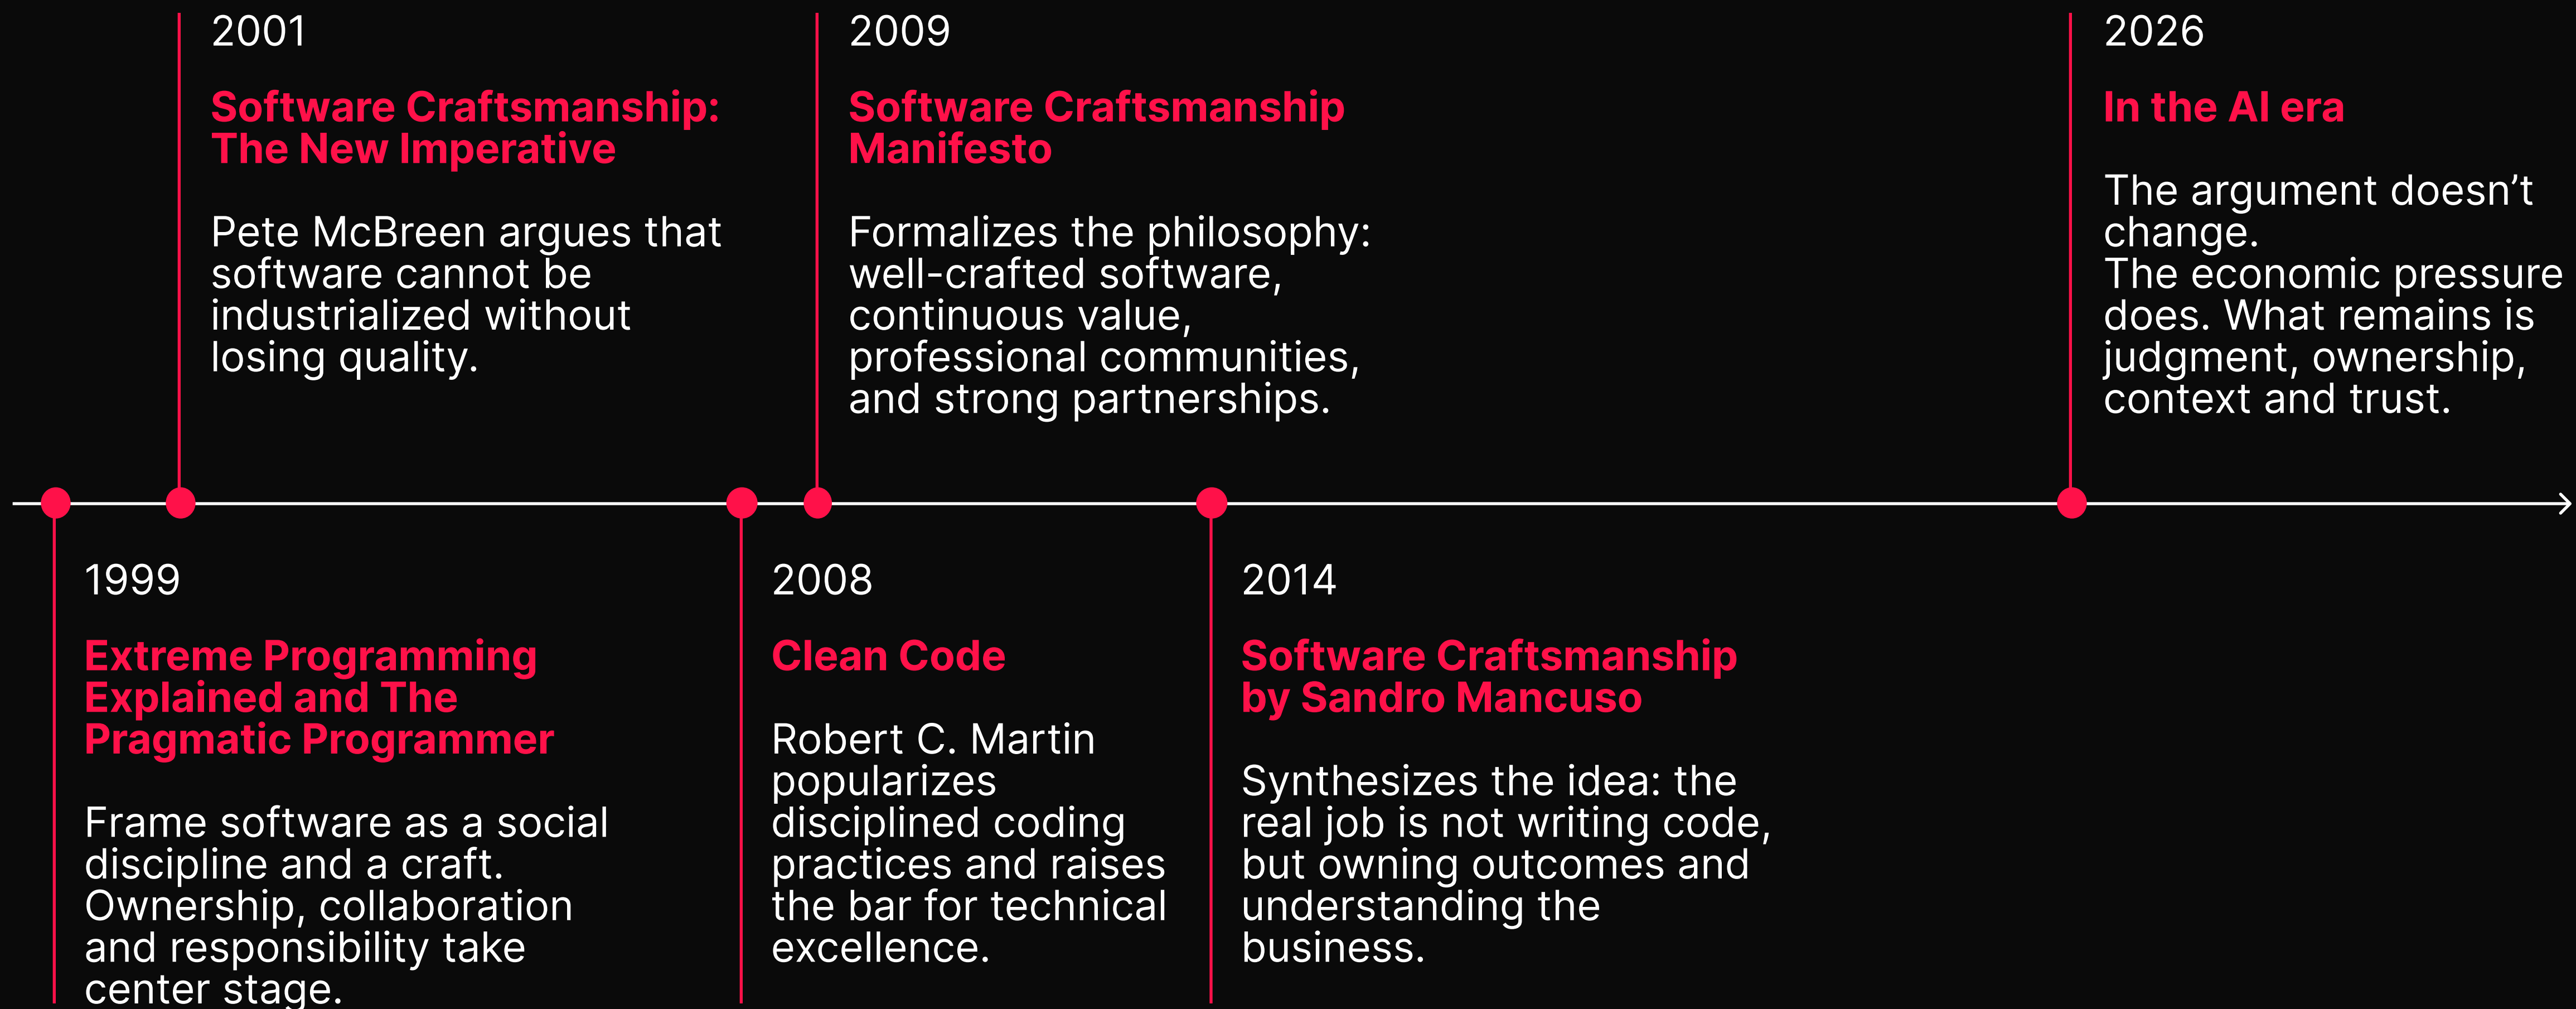 2001
Software Craftsmanship:
The New Imperative
Pete McBreen argues that
software cannot be
industrialized without
losing quality.
2009
Software Craftsmanship
Manifesto
Formalizes the philosophy:
well-crafted software,
continuous value,
professional communities,
and strong partnerships.
2026
In the AI era
The argument doesn’t
change.
The economic pressure
does. What remains is
judgment, ownership,
context and trust.
1999
Extreme Programming
Explained and The
Pragmatic Programmer
Frame software as a social
discipline and a craft.
Ownership, collaboration
and responsibility take
center stage.
2008
Clean Code
Robert C. Martin
popularizes
disciplined coding
practices and raises
the bar for technical
excellence.
2014
Software Craftsmanship
by Sandro Mancuso
Synthesizes the idea: the
real job is not writing code,
but owning outcomes and
understanding the
business.